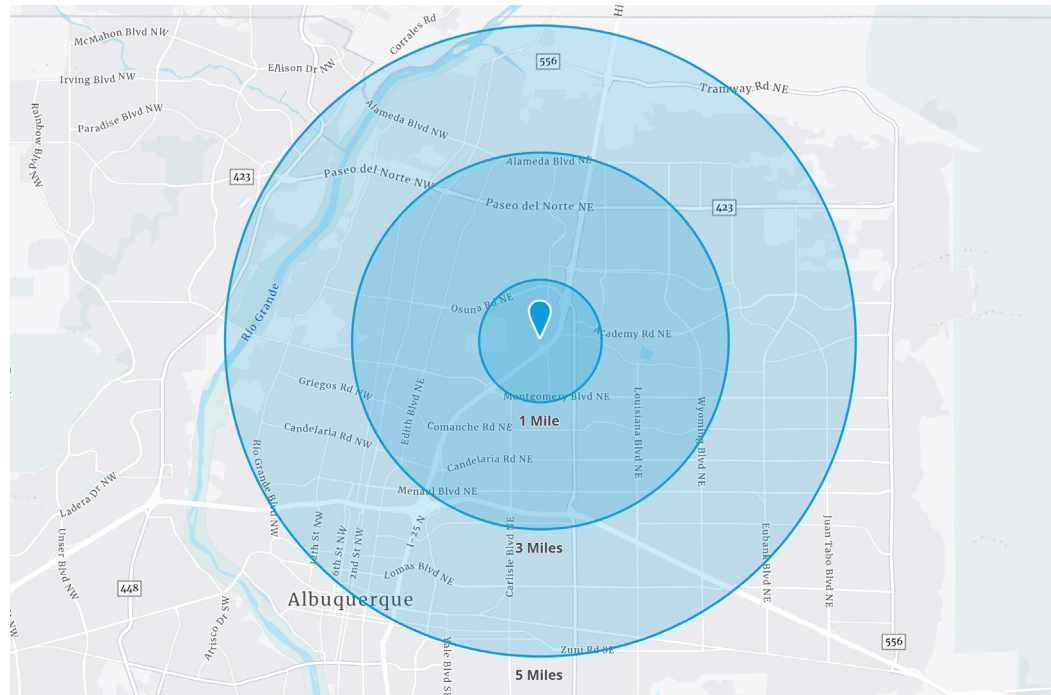 McMahon Blvd NW
Corrales Rd
Hi
Ellison Dr NW
556
Irving Blvd NW
Tramway Rd NE
Rainbow Blvd NW
Paradise Blvd NW
Alameda Blvd NW
Alameda Blvd NE
423
Paseo del Norte NW
Paseo del Norte NE
423
Rio Grande
Osuna Rd NE
Academy Rd NE
Griegos Rd NW
Edith Blvd NE
Montgomery Blvd NE
Louisiana Blvd NE
Wyoming Blvd NE
1 Mile
Candelaria Rd NW
Comanche Rd NE
Rio Grande Blvd NW
Candelaria Rd NE
Ladera Dr NW
Menaul Blvd NE
Unser Blvd NW
12th St NW
6th St NW
2nd St NW
I-25 N
Carlisle Blvd NE
3 Miles
Eubank Blvd NE
Juan Tabo Blvd NE
Lomas Blvd NE
448
Albuquerque
Arisco Dr SW
NW
Yale Blvd SE
Zuni Rd SE
556
5 Miles